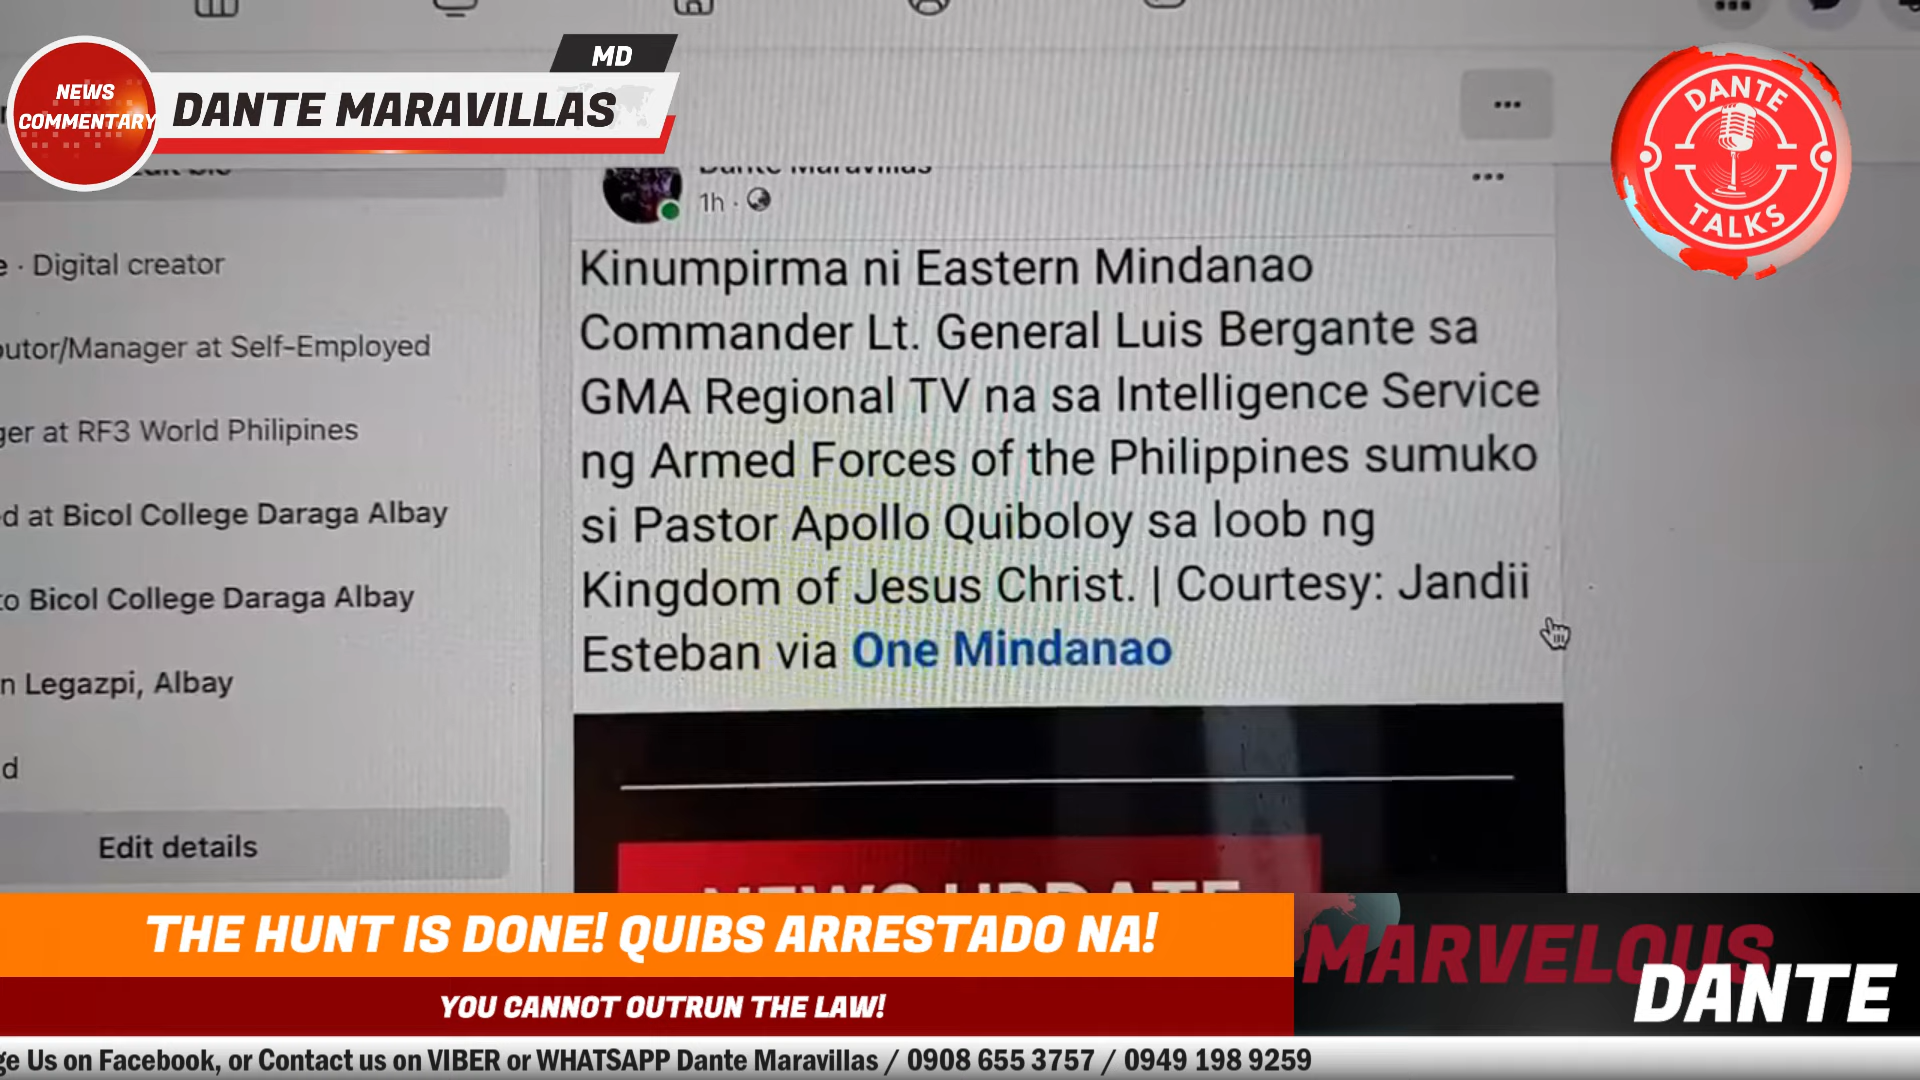 MD
NEWS
COMMENTARY
DANTE MARAVILLAS
DANTE
TALKS
Dante Maravillas
1h ·
· Digital creator
/Manager at Self-Employed
at RF3 World Philipines
at Bicol College Daraga Albay
Bicol College Daraga Albay
Legazpi, Albay
Edit details
Kinumpirma ni Eastern Mindanao
Commander Lt. General Luis Bergante sa
GMA Regional TV na sa Intelligence Service
ng Armed Forces of the Philippines sumuko
si Pastor Apollo Quiboloy sa loob ng
Kingdom of Jesus Christ. | Courtesy: Jandii
Esteban via One Mindanao
NEWS UPDATE
THE HUNT IS DONE! QUIBS ARRESTADO NA!
YOU CANNOT OUTRUN THE LAW!
MARVELOUS
DANTE
Us on Facebook, or Contact us on VIBER or WHATSAPP Dante Maravillas / 0908 655 3757 / 0949 198 9259